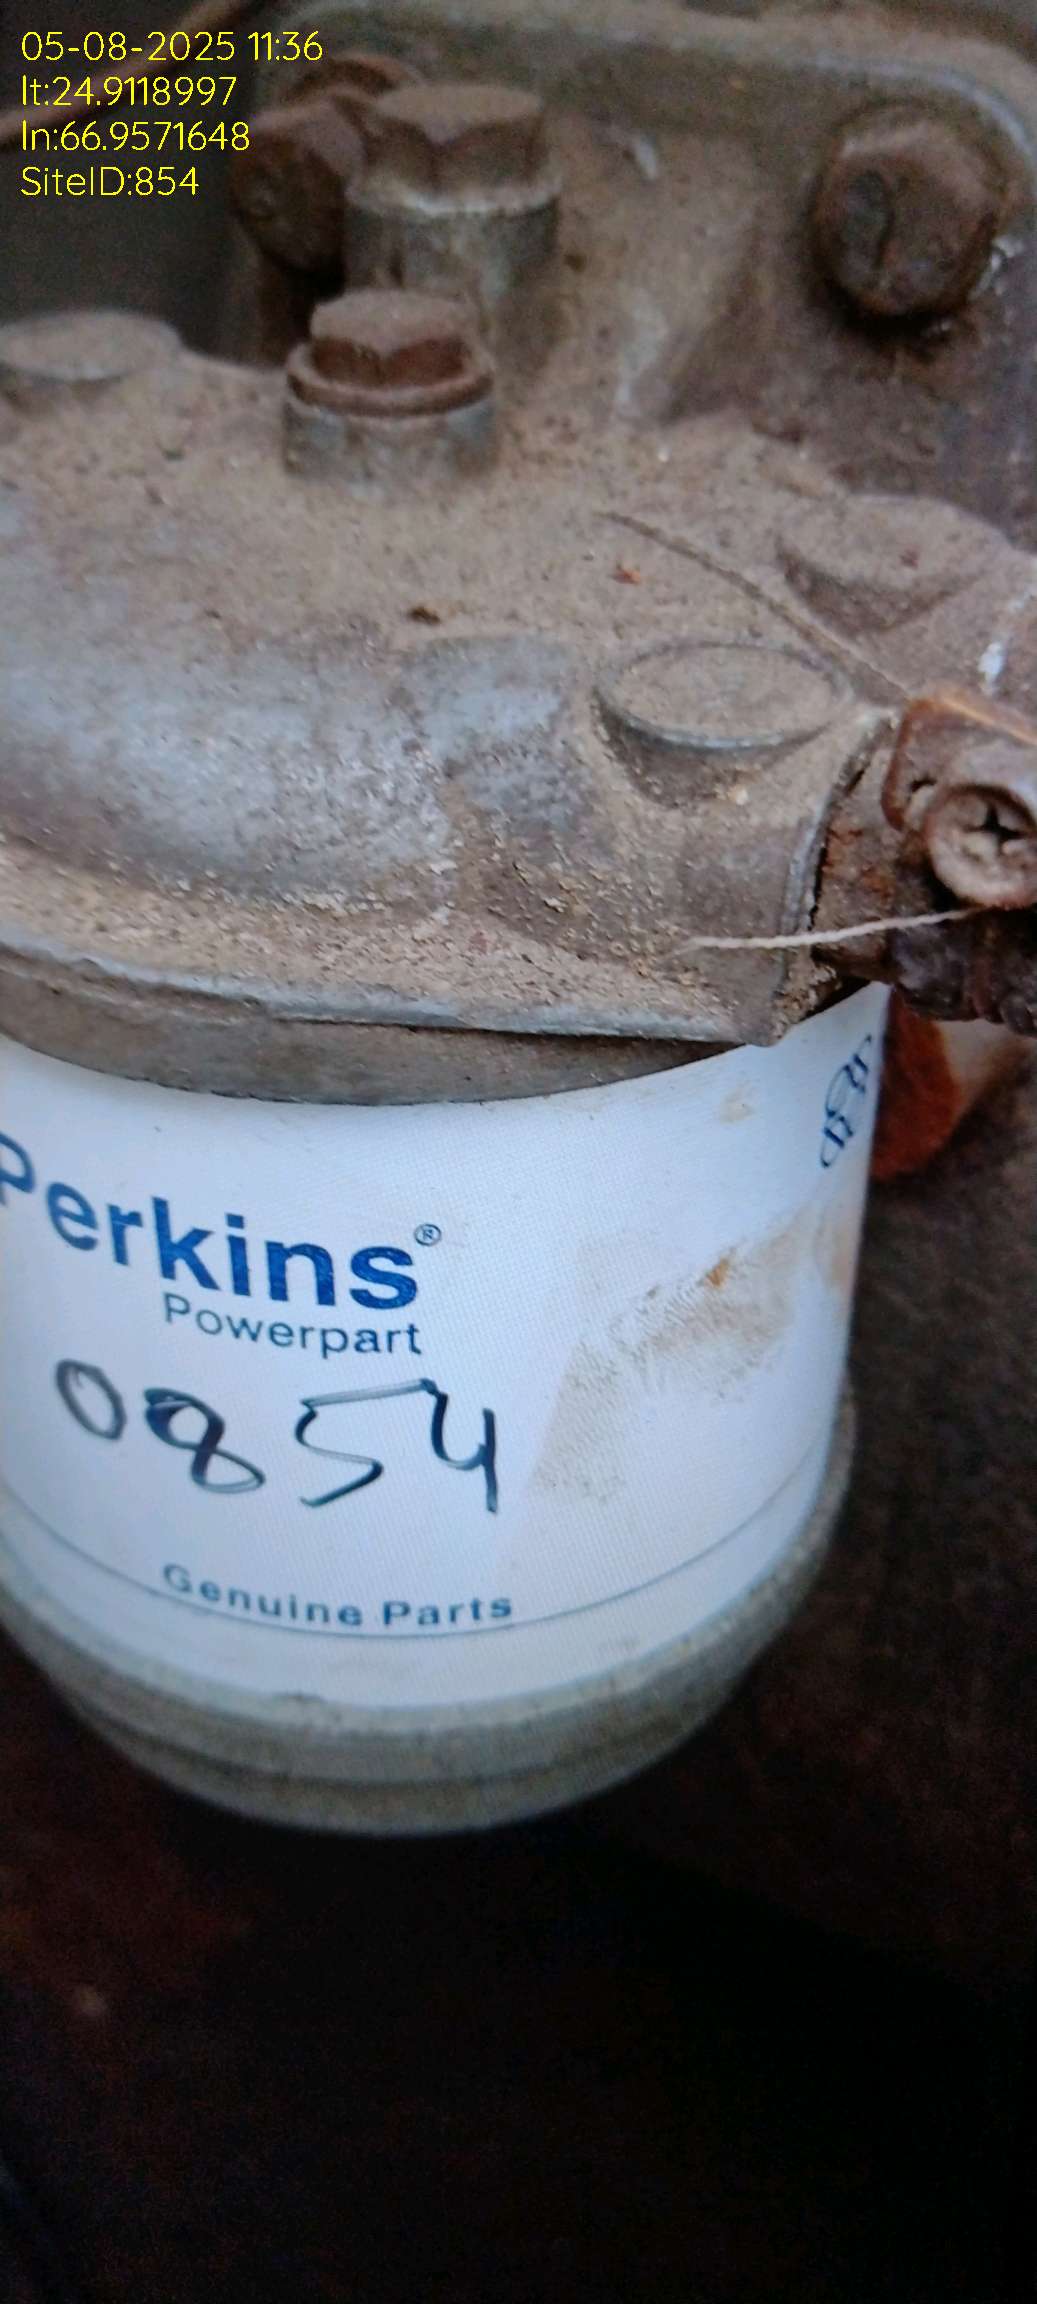 05-08-2025 11:36
lt:24.9118997
ln:66.9571648
SiteID:854
Perkins®
Powerpart
0854
Genuine Parts